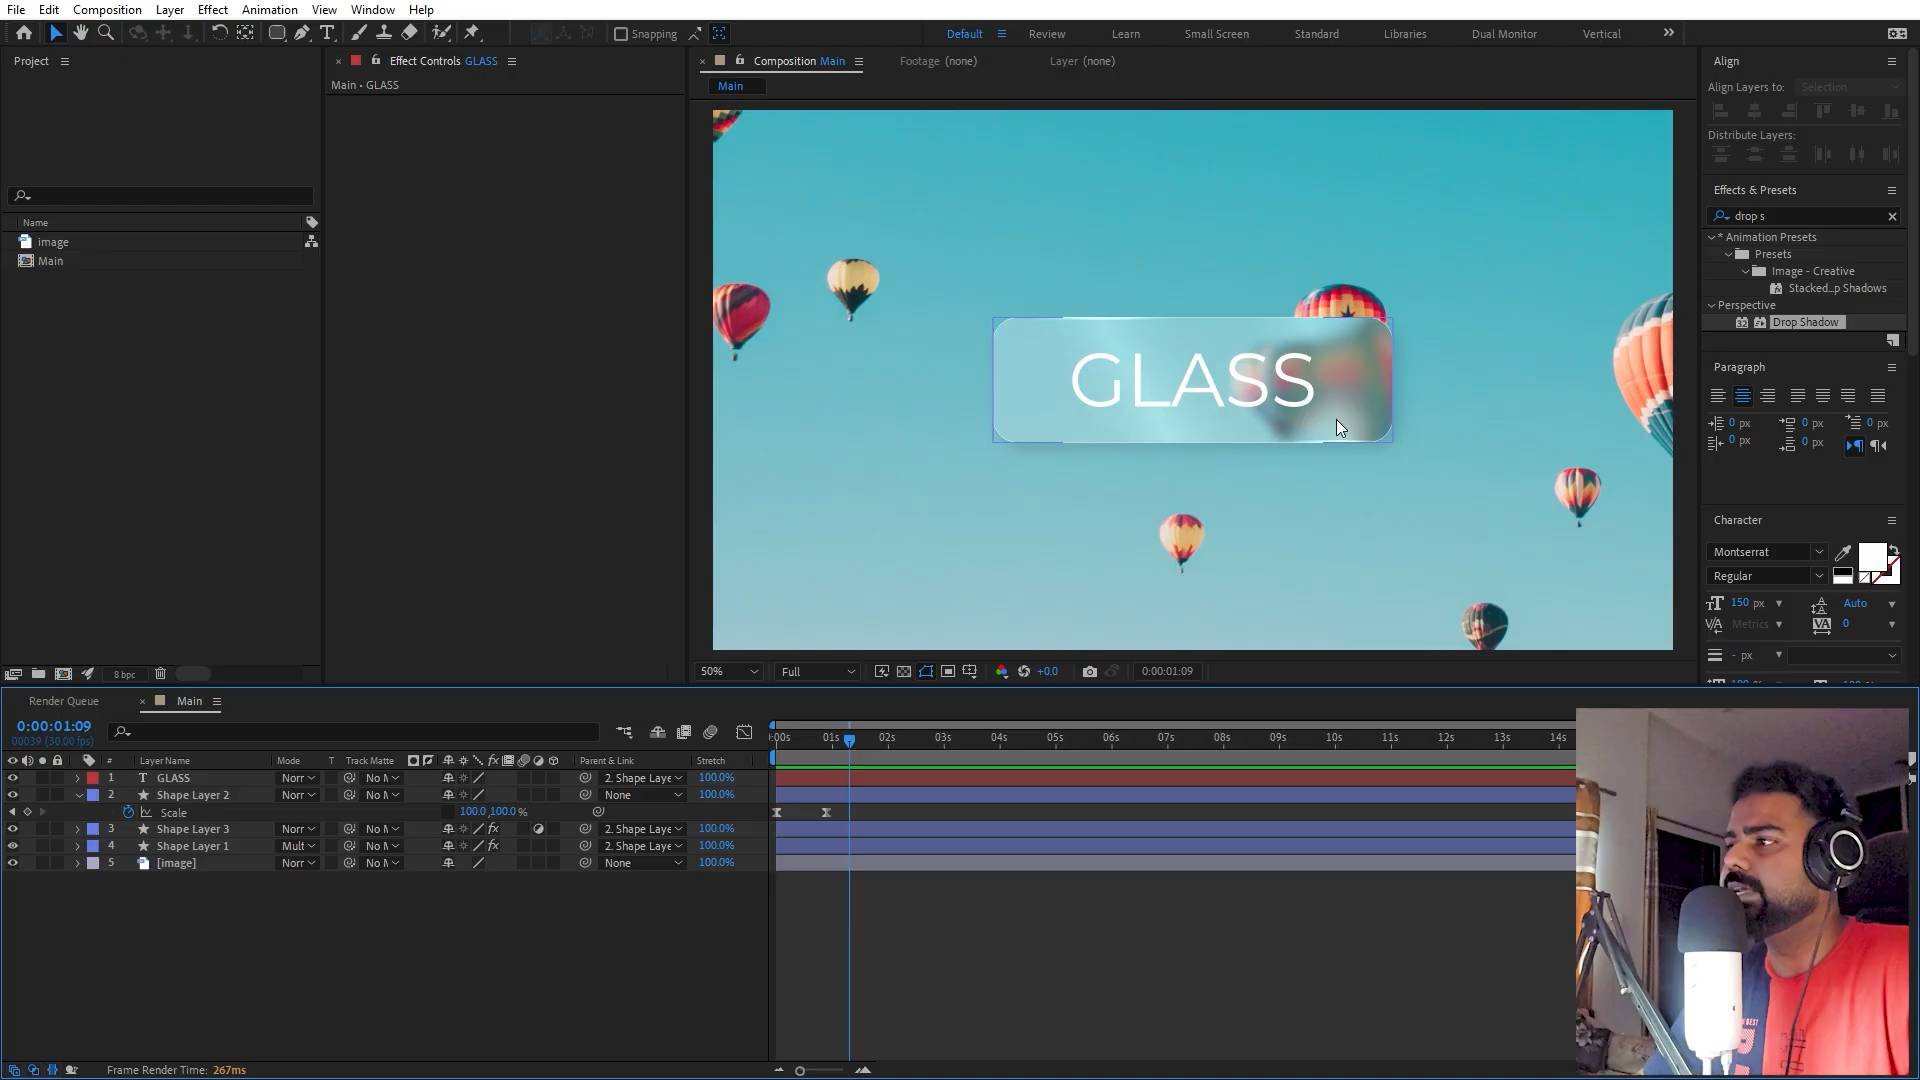 File Edit Composition Layer Effect Animation View Window Help
Snapping
Default Review Learn Small Screen Standard Libraries Dual Monitor Vertical
Project
Name
image
Main
8 bpc
Effect Controls GLASS
Main • GLASS
Composition Main
Footage (none)
Layer (none)
Main
GLASS
50%
Full
+0.0
0:00:01:09
Align
Align Layers to: Selection
Distribute Layers:
Effects & Presets
drop s
* Animation Presets
Presets
Image - Creative
Stacked...p Shadows
Perspective
32 Drop Shadow
Paragraph
0 px 0 px 0 px
0 px 0 px
Character
Montserrat
Regular
150 px Auto
Metrics 0
- px
Render Queue
Main
0:00:01:09
00039 (30.00 fps)
:00s 01s 02s 03s 04s 05s 06s 07s 08s 09s 10s 11s 12s 13s 14s
# Layer Name Mode T Track Matte Parent & Link Stretch
1 T GLASS Norr No M 2. Shape Laye 100.0%
2 Shape Layer 2 Norr No M None 100.0%
Scale 100.0,100.0 %
3 Shape Layer 3 Norr No M fx 2. Shape Laye 100.0%
4 Shape Layer 1 Mult No M fx 2. Shape Laye 100.0%
5 [image] Norr No M None 100.0%
Frame Render Time: 267ms